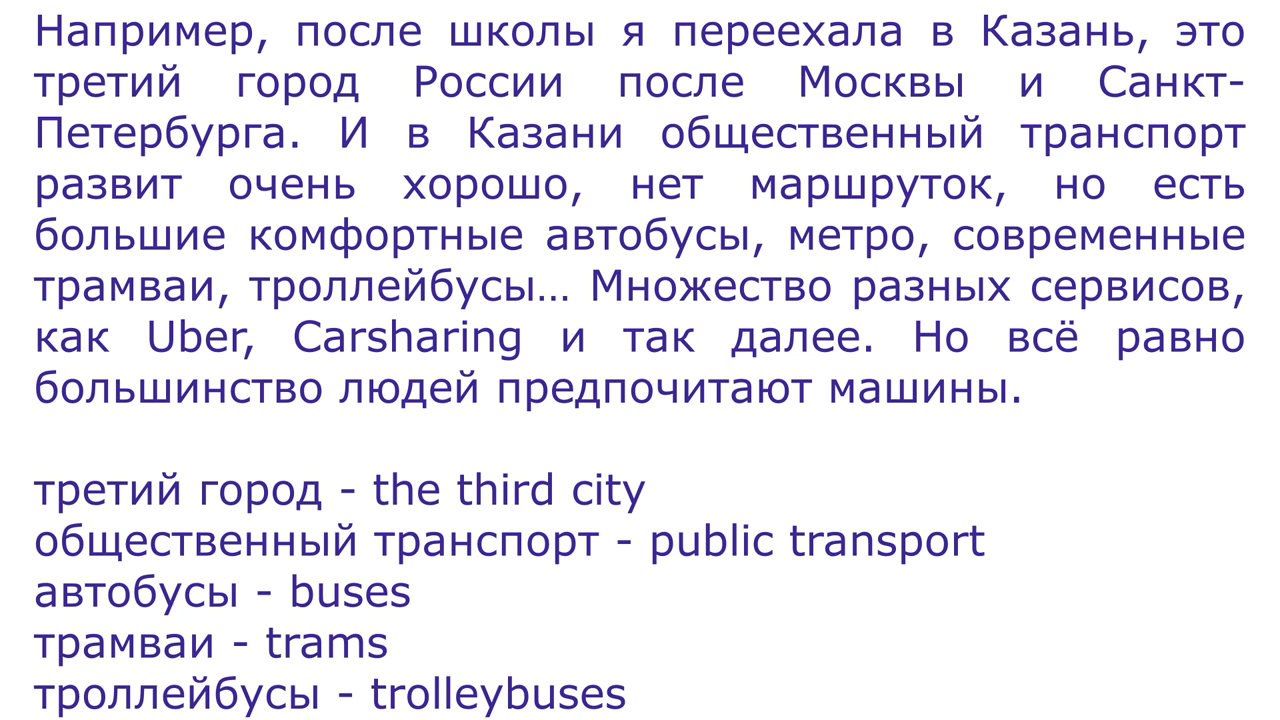 Например, после школы я переехала в Казань, это
третий город России после Москвы и Санкт-
Петербурга. И в Казани общественный транспорт
развит очень хорошо, нет маршруток, но есть
большие комфортные автобусы, метро, современные
трамваи, троллейбусы… Множество разных сервисов,
как Uber, Carsharing и так далее. Но всё равно
большинство людей предпочитают машины.
третий город - the third city
общественный транспорт - public transport
автобусы - buses
трамваи - trams
троллейбусы - trolleybuses